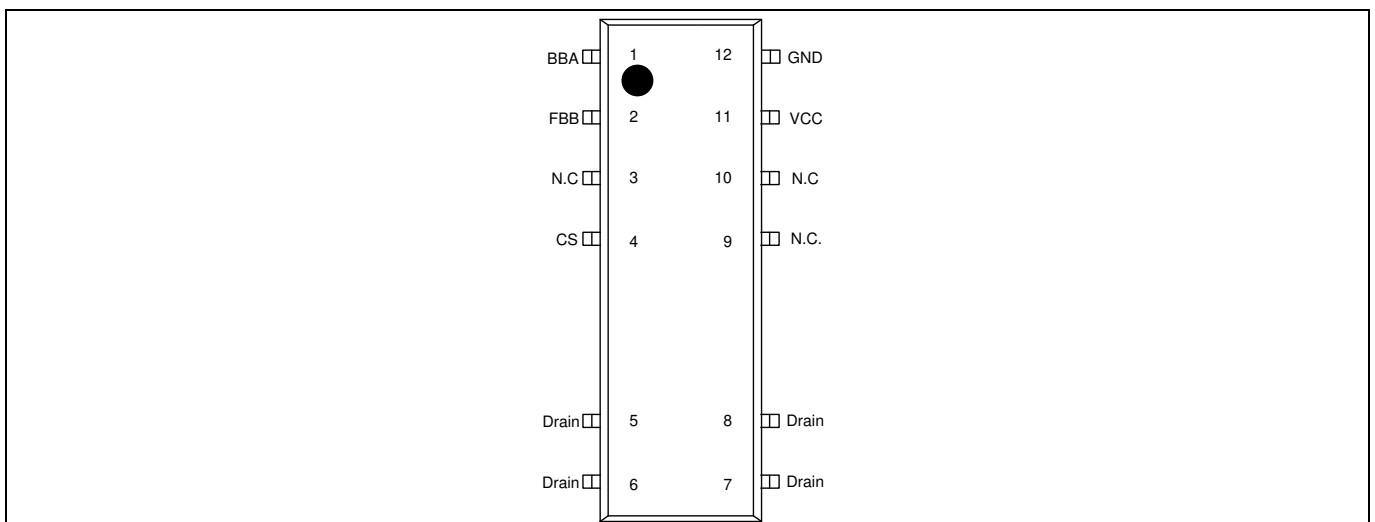 BBA 1 12 GND
FBB 2 11 VCC
N.C 3 10 N.C
CS 4 9 N.C.
Drain 5 8 Drain
Drain 6 7 Drain